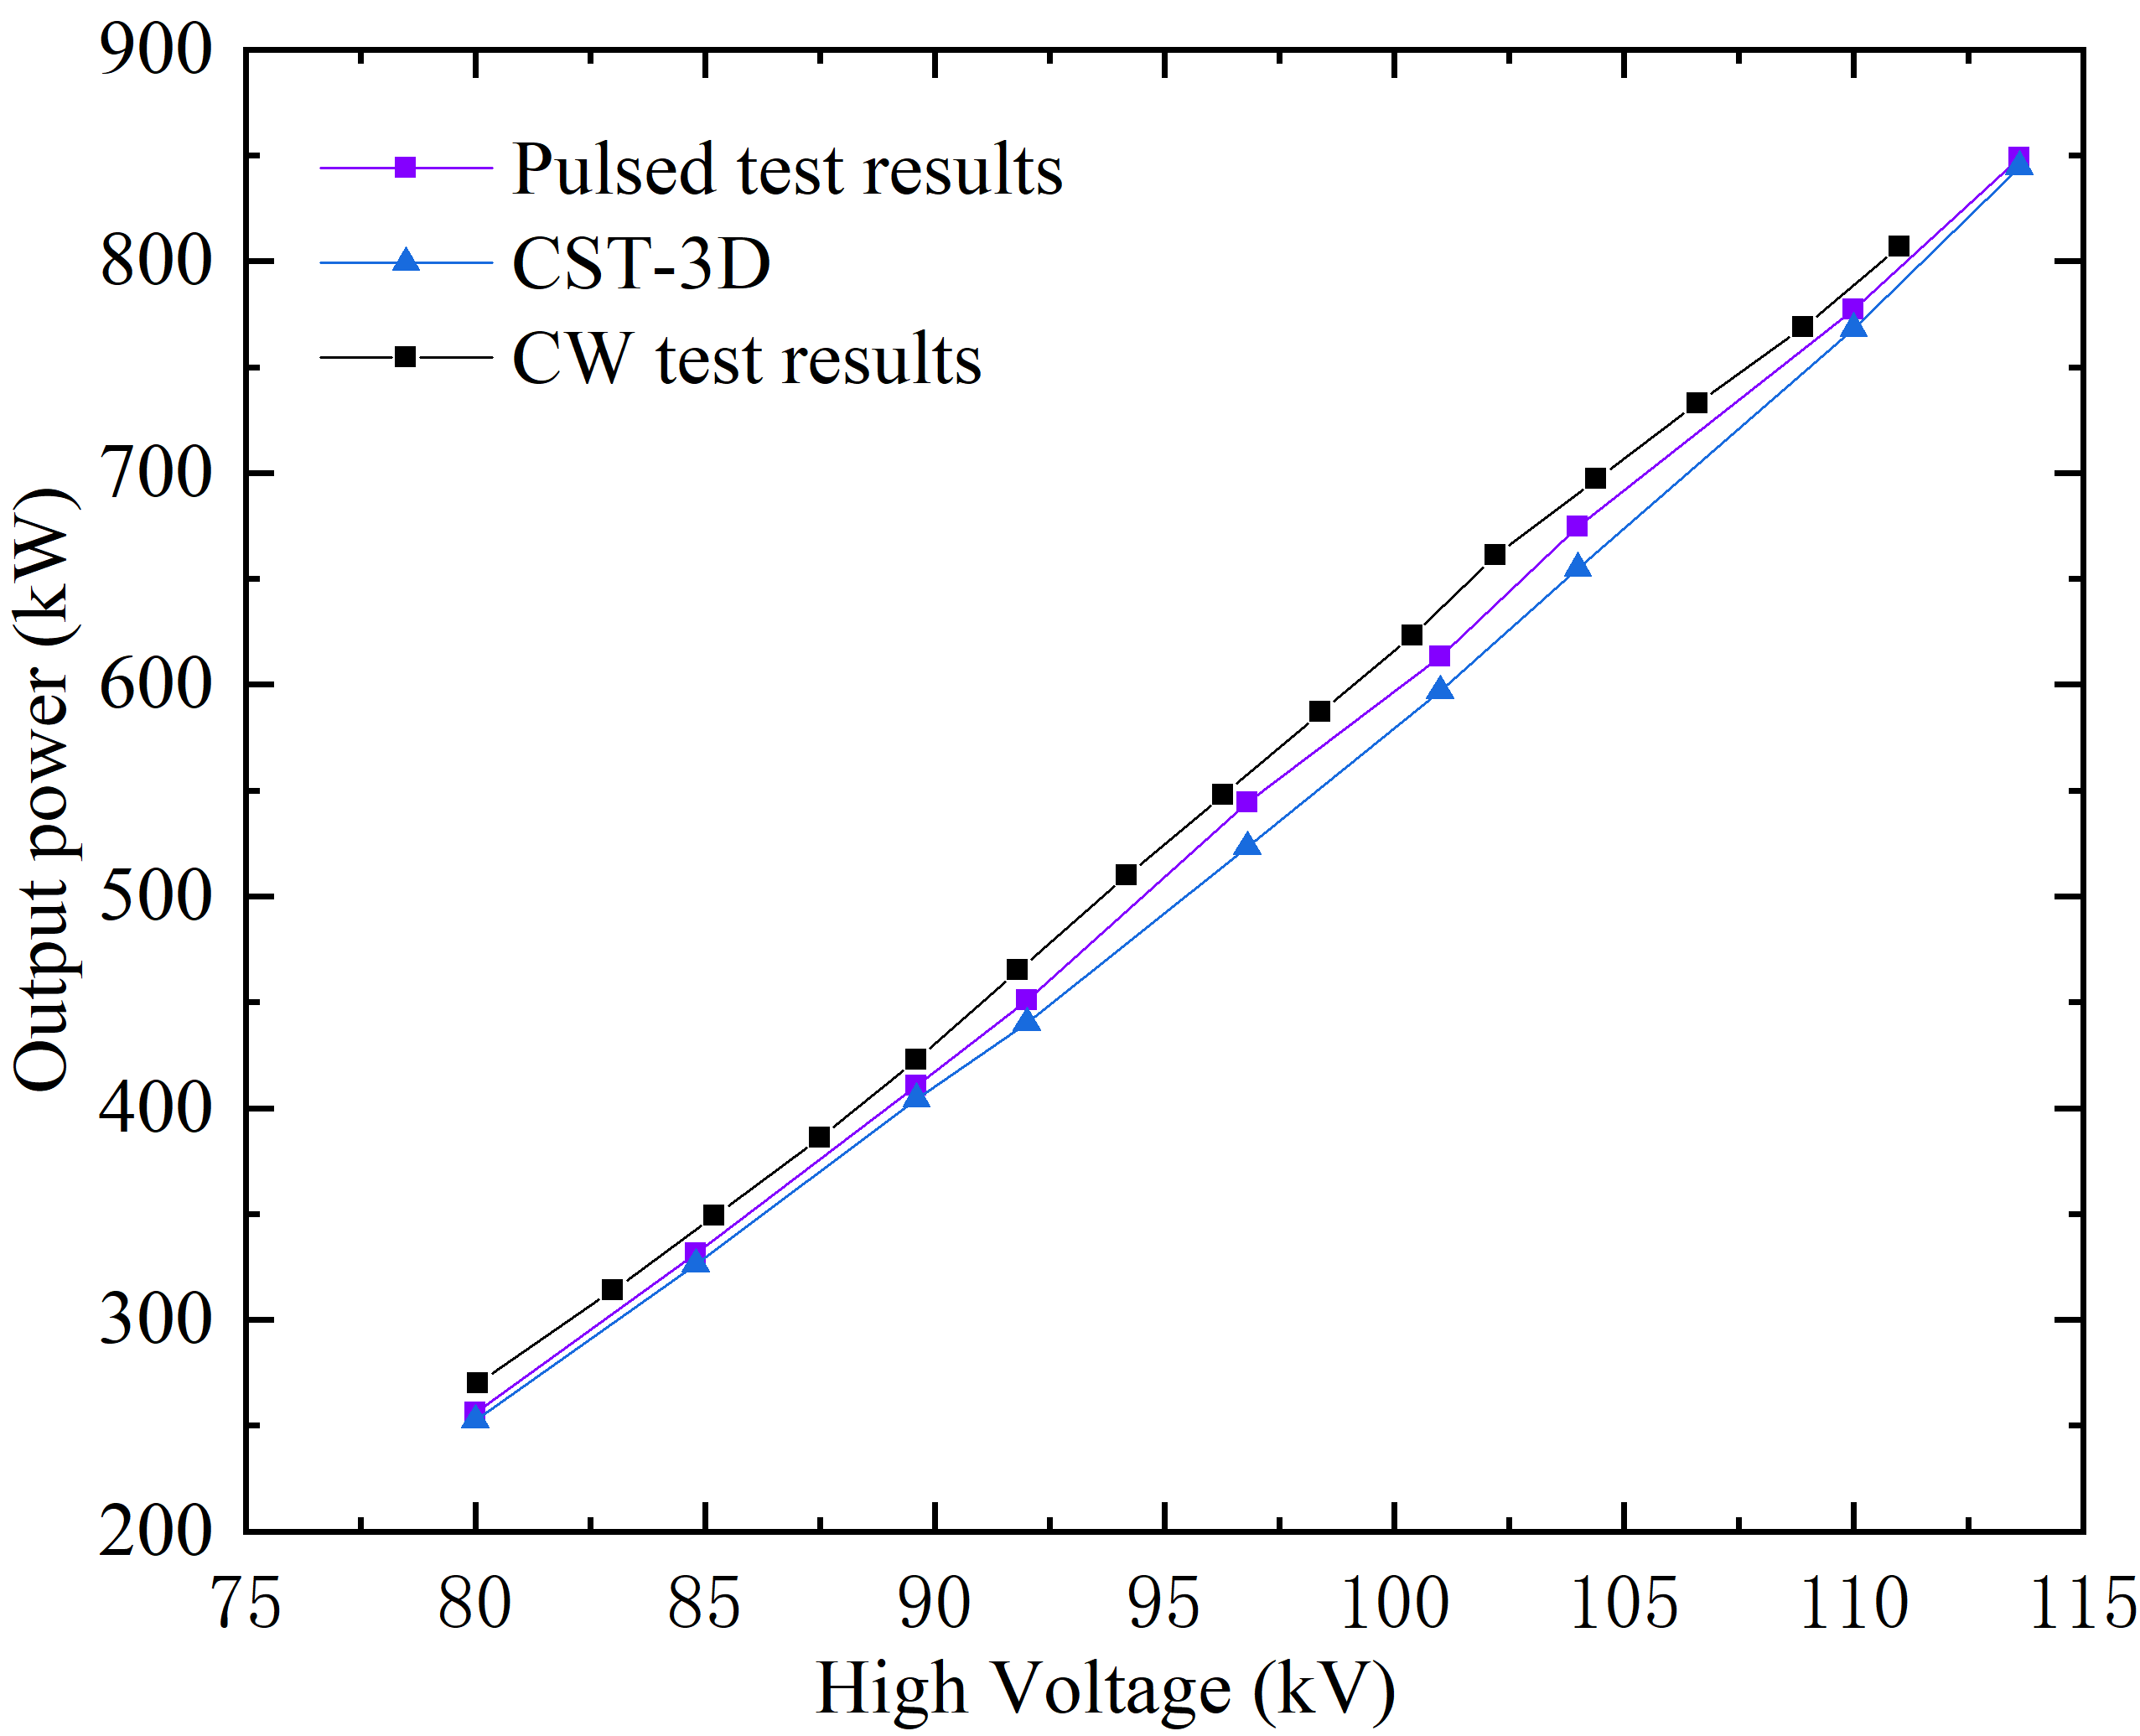 900
800
700
600
500
400
300
200
Output power (kW)
Pulsed test results
CST-3D
CW test results
75 80 85 90 95 100 105 110 115
High Voltage (kV)